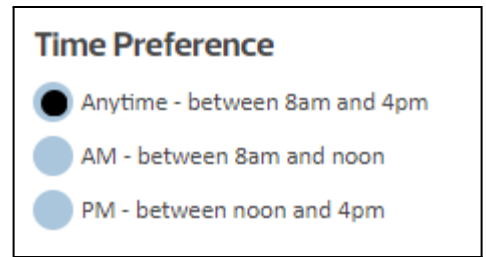 Time Preference
Anytime - between 8am and 4pm
AM - between 8am and noon
PM - between noon and 4pm